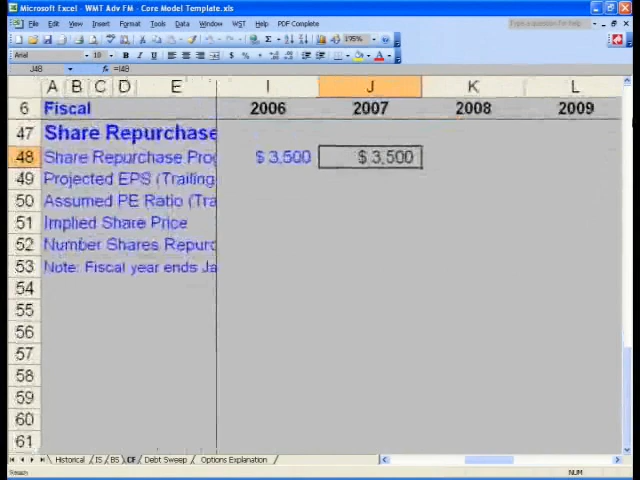 Microsoft Excel - WMT Adv FM - Core Model Template.xls
File Edit View Insert Format Tools Data Window WST Help PDF Complete
Type a question for help
195%
Arial 10 B I U
J48 =I48
A B C D E I J K L
6 Fiscal 2006 2007 2008 2009
47 Share Repurchase
48 Share Repurchase Pro $ 3,500 $ 3,500
49 Projected EPS (Trailing
50 Assumed PE Ratio (Tra
51 Implied Share Price
52 Number Shares Repurc
53 Note: Fiscal year ends Ja
54
55
56
57
58
59
60
61
Historical IS BS CF Debt Sweep Options Explanation
Ready NUM